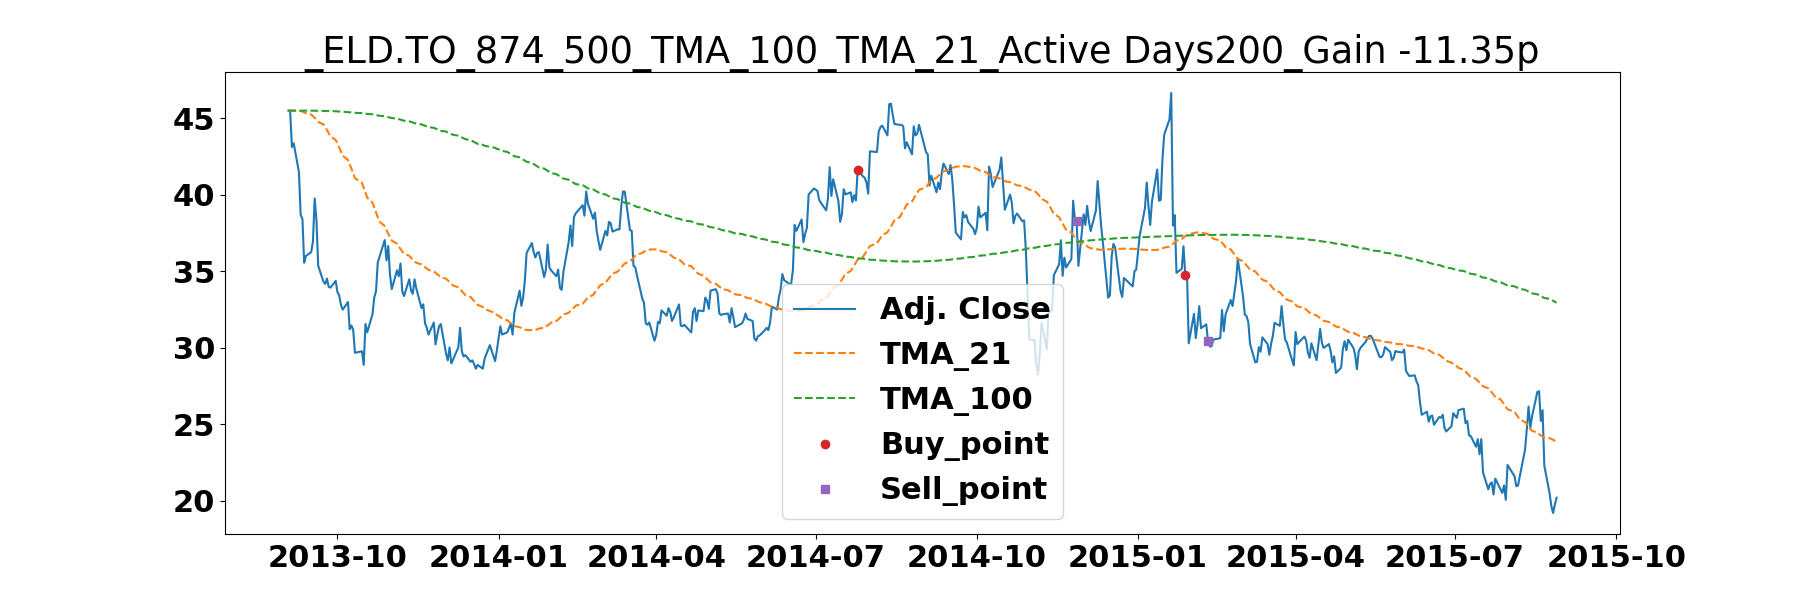 _ELD.TO_874_500_TMA_100_TMA_21_Active Days200_Gain -11.35p
45
40
35
30
25
20
Adj. Close
TMA_21
TMA_100
Buy_point
Sell_point
2013-10 2014-01 2014-04 2014-07 2014-10 2015-01 2015-04 2015-07 2015-10